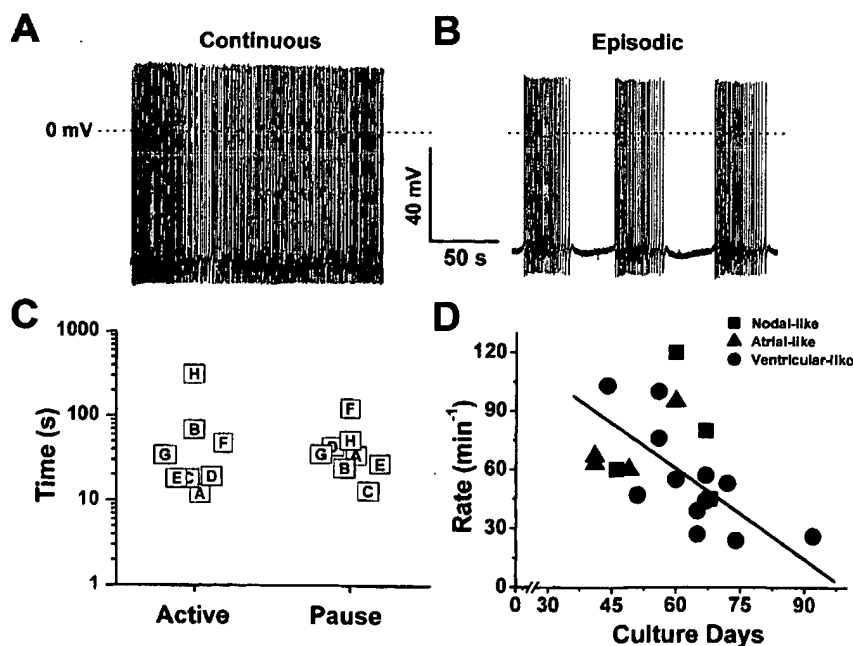 A
Continuous
0 mV
40 mV
50 s
B
Episodic
C
Time (s)
1000
100
10
1
H
B
F
G
E
C
D
A
F
H
D
G
A
B
E
C
Active
Pause
D
Nodal-like
Atrial-like
Ventricular-like
Rate (min⁻¹)
120
90
60
30
0
0
30
45
60
75
90
Culture Days